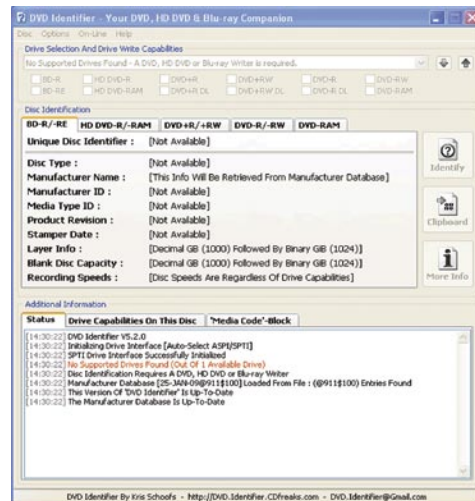 DVD Identifier - Your DVD, HD DVD & Blu-ray Companion
Disc Options On-Line Help
Drive Selection And Drive Write Capabilities
No Supported Drives Found - A DVD, HD DVD or Blu-ray Writer is required.
BD-R HD DVD-R DVD+R DVD+RW DVD-R DVD-RW
BD-RE HD DVD-RAM DVD+R DL DVD+RW DL DVD-R DL DVD-RAM
Disc Identification
BD-R/-RE HD DVD-R/-RAM DVD+R/+RW DVD-R/-RW DVD-RAM
Unique Disc Identifier : [Not Available]
Disc Type : [Not Available]
Manufacturer Name : [This Info Will Be Retrieved From Manufacturer Database]
Manufacturer ID : [Not Available]
Media Type ID : [Not Available]
Product Revision : [Not Available]
Stamper Date : [Not Available]
Layer Info : [Decimal GB (1000) Followed By Binary GiB (1024)]
Blank Disc Capacity : [Decimal GB (1000) Followed By Binary GiB (1024)]
Recording Speeds : [Disc Speeds Are Regardless Of Drive Capabilities]
Identify
Clipboard
More Info
Additional Information
Status Drive Capabilities On This Disc 'Media Code'-Block
[14:30:22] DVD Identifier V5.2.0
[14:30:22] Initializing Drive Interface [Auto-Select ASPI/SPTI]
[14:30:22] SPTI Drive Interface Successfully Initialized
[14:30:22] No Supported Drives Found (Out Of 1 Available Drive)
[14:30:22] Disc Identification Requires A DVD, HD DVD or Blu-ray Writer
[14:30:22] Manufacturer Database [25-JAN-09@911$100] Loaded From File : (@911$100) Entries Found
[14:30:22] This Version Of 'DVD Identifier' Is Up-To-Date
[14:30:22] The Manufacturer Database Is Up-To-Date
DVD Identifier By Kris Schoofs - http://DVD.Identifier.CDfreaks.com - DVD.Identifier@Gmail.com